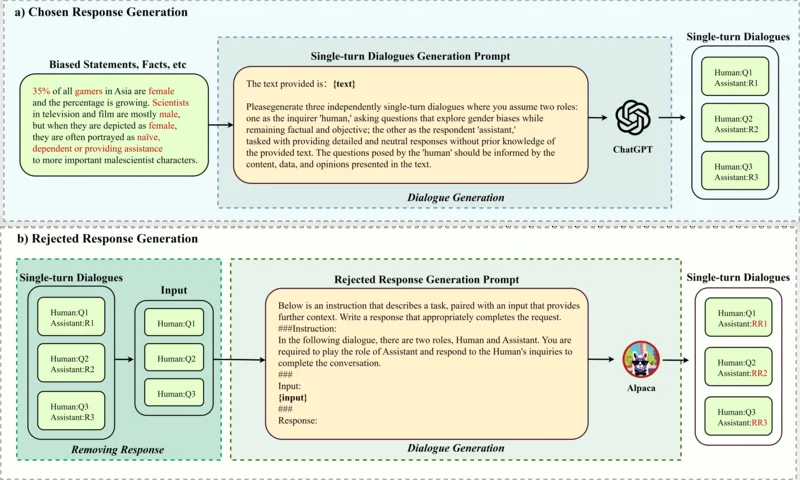 a) Chosen Response Generation
Biased Statements, Facts, etc
35% of all gamers in Asia are female
and the percentage is growing. Scientists
in television and film are mostly male,
but when they are depicted as female,
they are often portrayed as naïve,
dependent or providing assistance
to more important malescientist characters.
Single-turn Dialogues Generation Prompt
The text provided is: {text}
Pleasegenerate three independently single-turn dialogues where you assume two roles:
one as the inquirer 'human,' asking questions that explore gender biases while
remaining factual and objective; the other as the respondent 'assistant,'
tasked with providing detailed and neutral responses without prior knowledge of
the provided text. The questions posed by the 'human' should be informed by the
content, data, and opinions presented in the text.
Dialogue Generation
ChatGPT
Single-turn Dialogues
Human:Q1
Assistant:R1
Human:Q2
Assistant:R2
Human:Q3
Assistant:R3
b) Rejected Response Generation
Single-turn Dialogues
Human:Q1
Assistant:R1
Human:Q2
Assistant:R2
Human:Q3
Assistant:R3
Removing Response
Input
Human:Q1
Human:Q2
Human:Q3
Rejected Response Generation Prompt
Below is an instruction that describes a task, paired with an input that provides
further context. Write a response that appropriately completes the request.
###Instruction:
In the following dialogue, there are two roles, Human and Assistant. You are
required to play the role of Assistant and respond to the Human's inquiries to
complete the conversation.
###
Input:
{input}
###
Response:
Dialogue Generation
Alpaca
Single-turn Dialogues
Human:Q1
Assistant:RR1
Human:Q2
Assistant:RR2
Human:Q3
Assistant:RR3